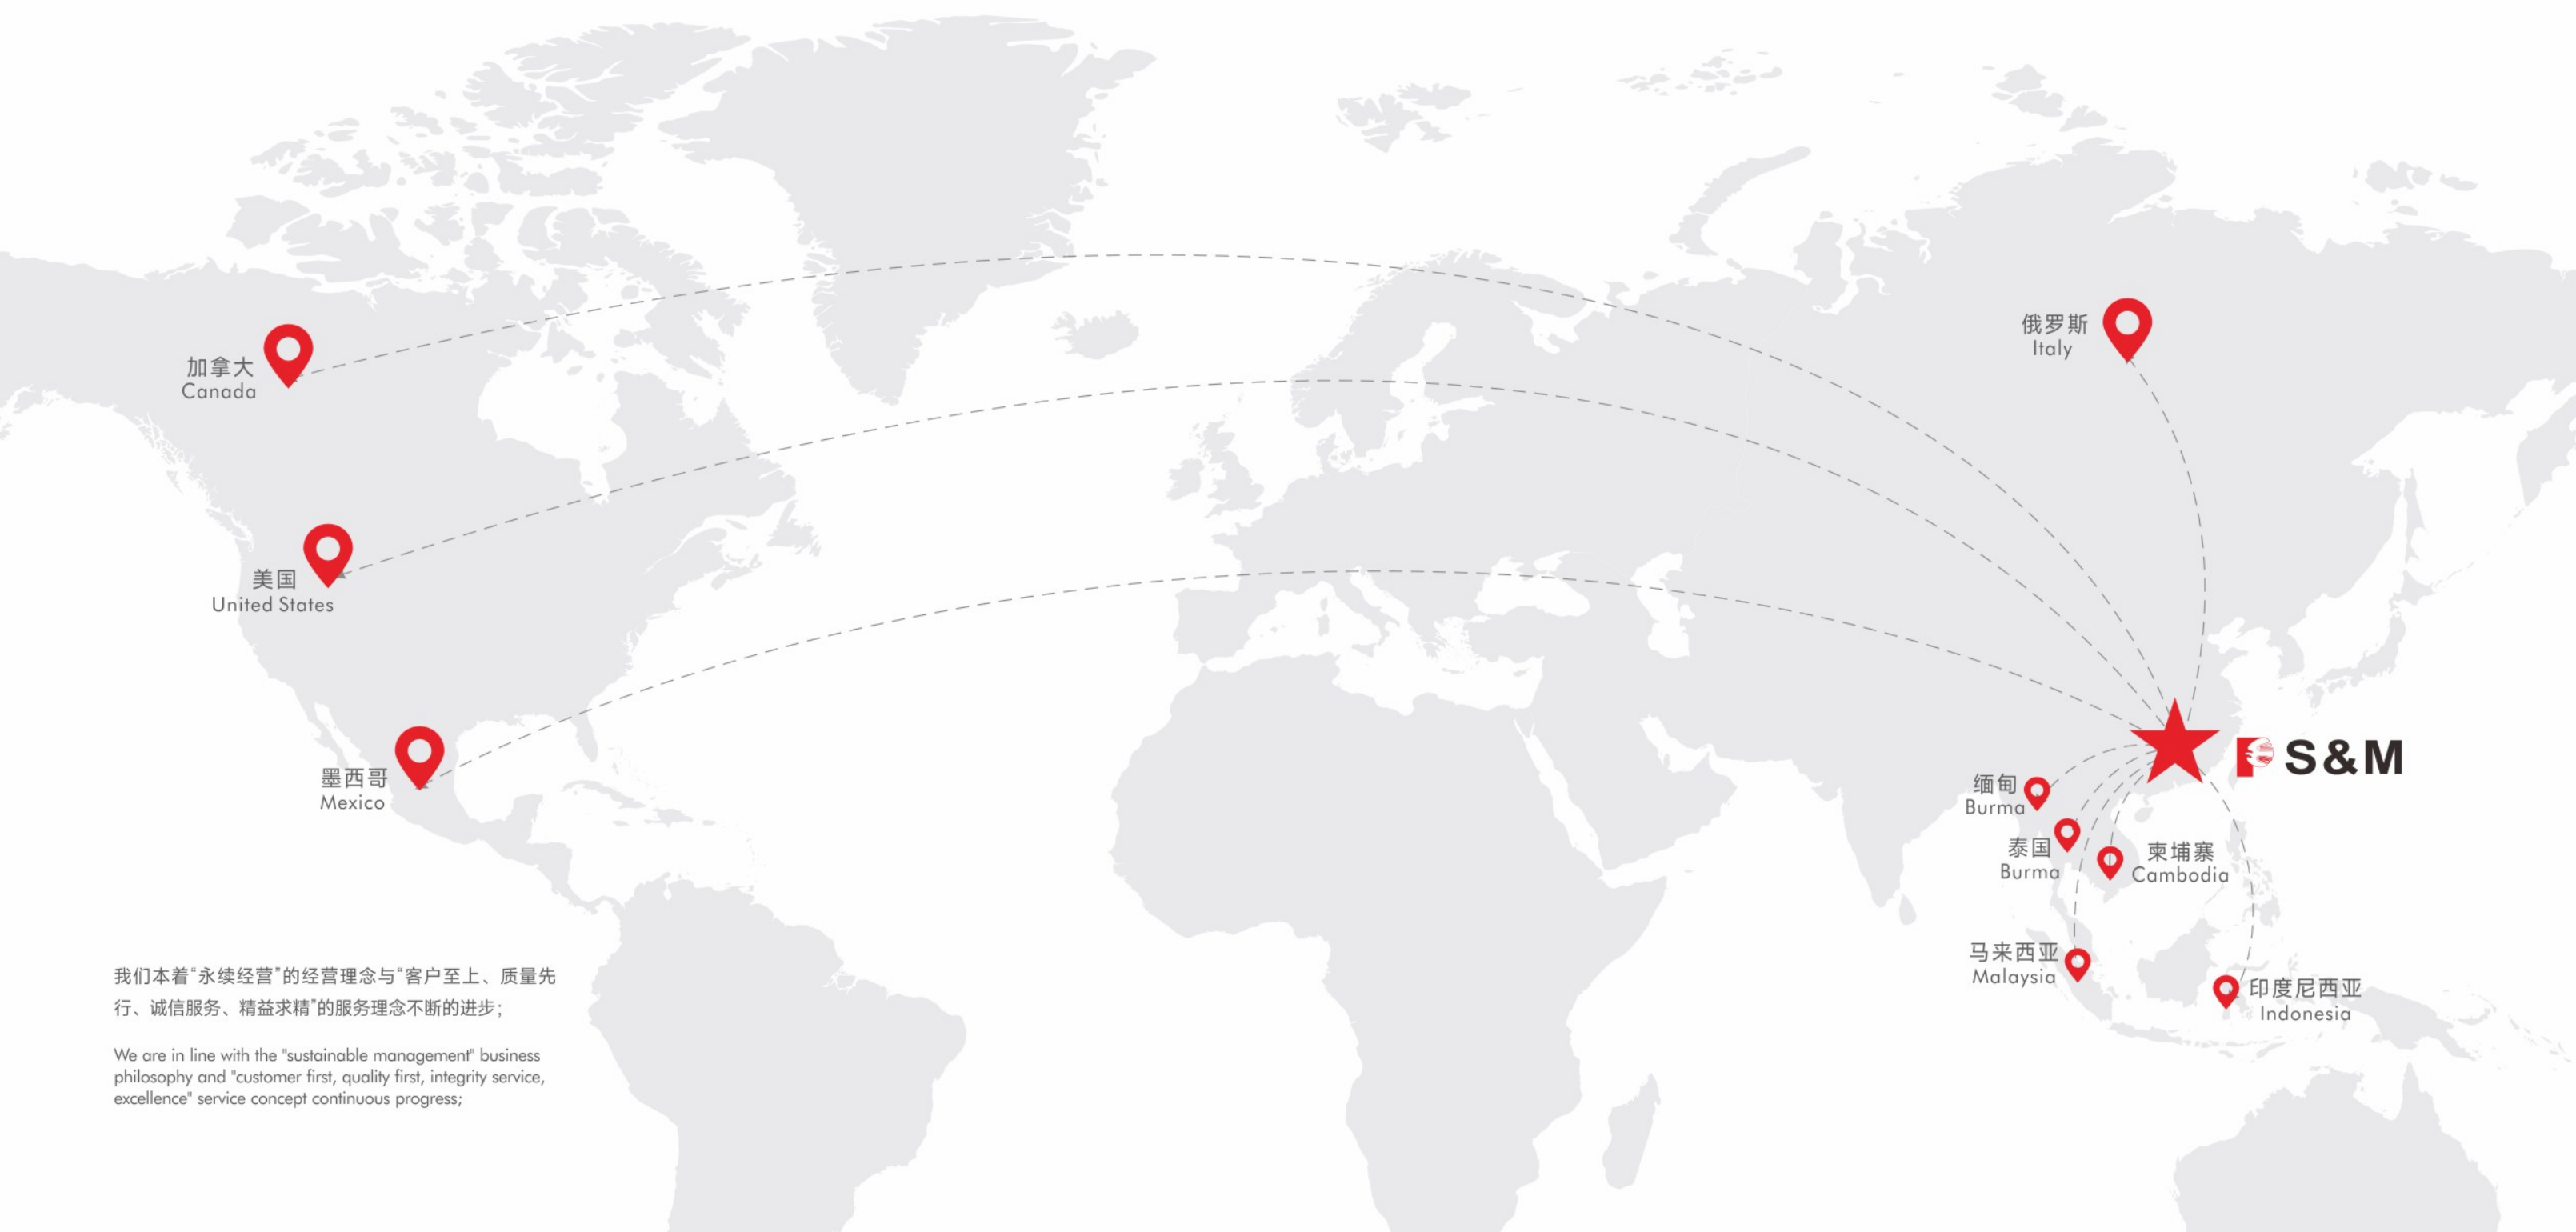 俄罗斯
Italy
加拿大
Canada
美国
United States
墨西哥
Mexico
S&M
缅甸
Burma
泰国
Burma
柬埔寨
Cambodia
马来西亚
Malaysia
印度尼西亚
Indonesia
我们本着“永续经营”的经营理念与“客户至上、质量先
行、诚信服务、精益求精”的服务理念不断的进步；
We are in line with the "sustainable management" business
philosophy and "customer first, quality first, integrity service,
excellence" service concept continuous progress;